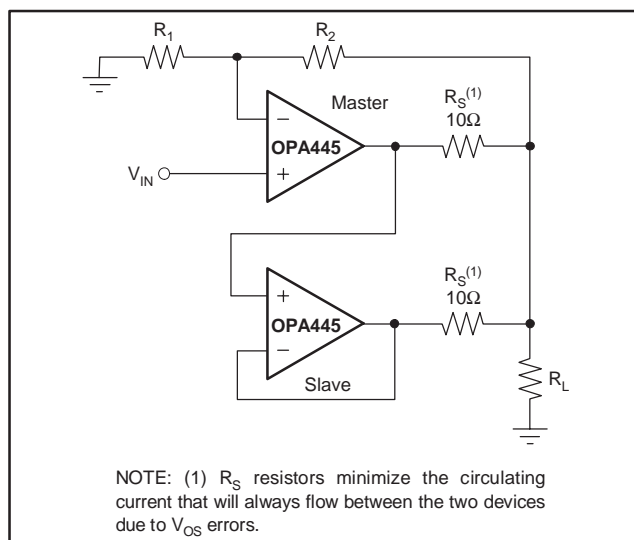 R1
R2
Master
RS(1)
10Ω
−
OPA445
+
VIN
RS(1)
10Ω
+
OPA445
−
Slave
RL
NOTE: (1) RS resistors minimize the circulating
current that will always flow between the two devices
due to VOS errors.